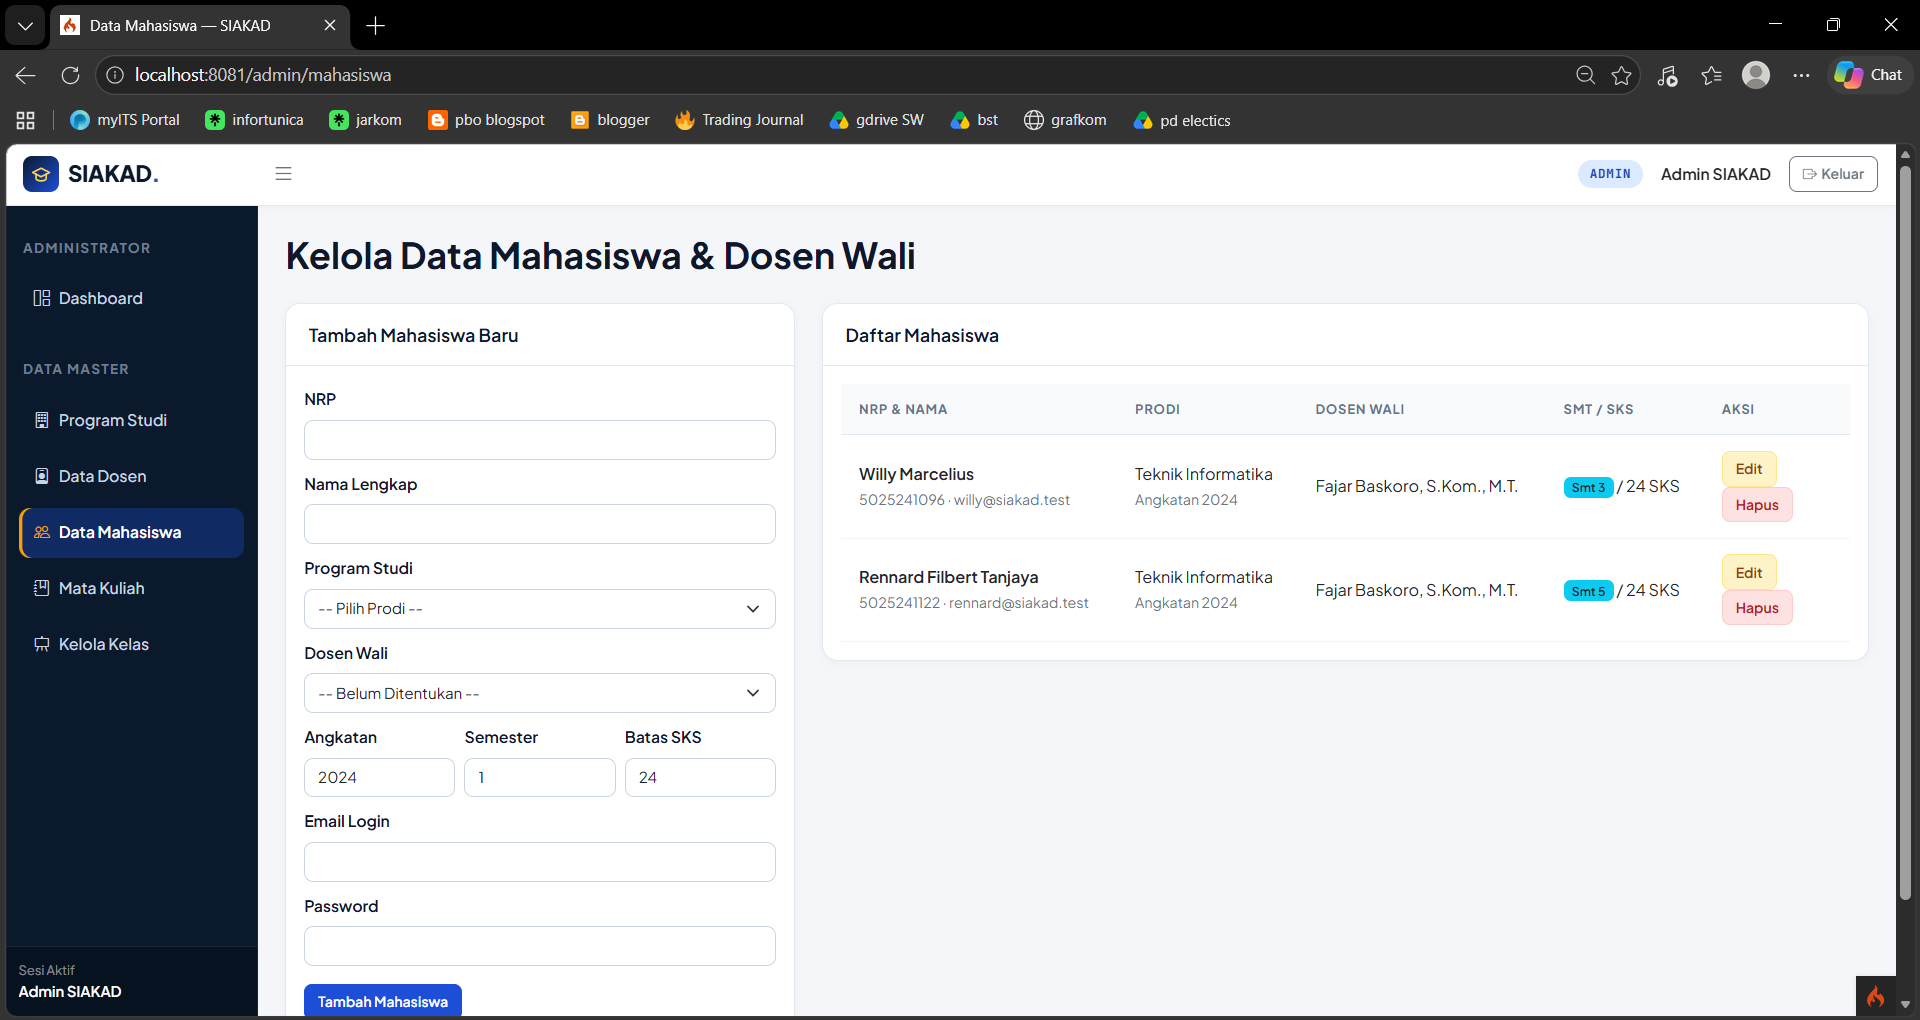 Data Mahasiswa — SIAKAD
localhost:8081/admin/mahasiswa
Chat
myITS Portal
infortunica
jarkom
pbo blogspot
blogger
Trading Journal
gdrive SW
bst
grafkom
pd electics
SIAKAD.
ADMIN
Admin SIAKAD
Keluar
ADMINISTRATOR
Dashboard
DATA MASTER
Program Studi
Data Dosen
Data Mahasiswa
Mata Kuliah
Kelola Kelas
Sesi Aktif
Admin SIAKAD
Kelola Data Mahasiswa & Dosen Wali
Tambah Mahasiswa Baru
NRP
Nama Lengkap
Program Studi
-- Pilih Prodi --
Dosen Wali
-- Belum Ditentukan --
Angkatan Semester Batas SKS
2024 1 24
Email Login
Password
Tambah Mahasiswa
Daftar Mahasiswa
NRP & NAMA PRODI DOSEN WALI SMT / SKS AKSI
Willy Marcelius
5025241096 · willy@siakad.test
Teknik Informatika
Angkatan 2024
Fajar Baskoro, S.Kom., M.T.
Smt 3 / 24 SKS
Edit
Hapus
Rennard Filbert Tanjaya
5025241122 · rennard@siakad.test
Teknik Informatika
Angkatan 2024
Fajar Baskoro, S.Kom., M.T.
Smt 5 / 24 SKS
Edit
Hapus